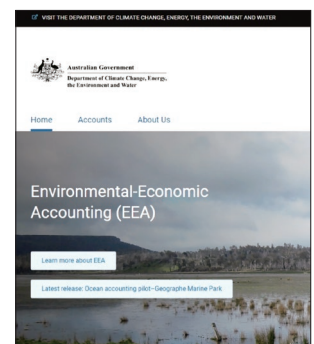 VISIT THE DEPARTMENT OF CLIMATE CHANGE, ENERGY, THE ENVIRONMENT AND WATER
Australian Government
Department of Climate Change, Energy,
the Environment and Water
Home Accounts About Us
Environmental-Economic
Accounting (EEA)
Learn more about EEA
Latest release: Ocean accounting pilot–Geographe Marine Park